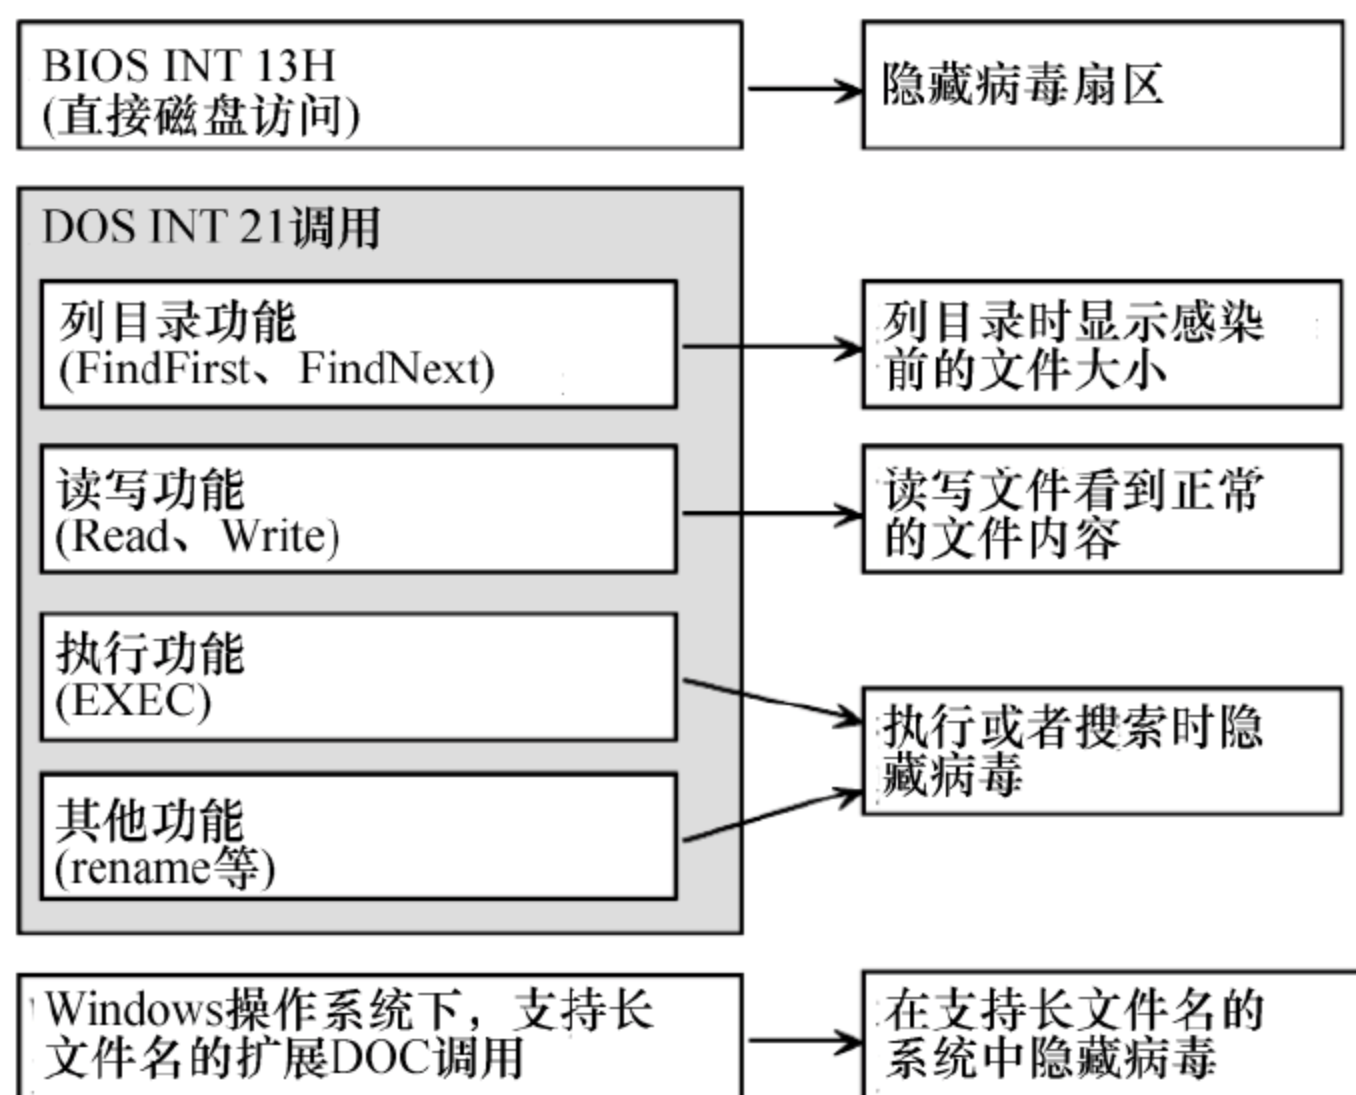 BIOS INT 13H
(直接磁盘访问)
隐藏病毒扇区
DOS INT 21调用
列目录功能
(FindFirst、FindNext)
列目录时显示感染
前的文件大小
读写功能
(Read、Write)
读写文件看到正常
的文件内容
执行功能
(EXEC)
执行或者搜索时隐
藏病毒
其他功能
(rename等)
Windows操作系统下，支持长
文件名的扩展DOC调用
在支持长文件名的
系统中隐藏病毒